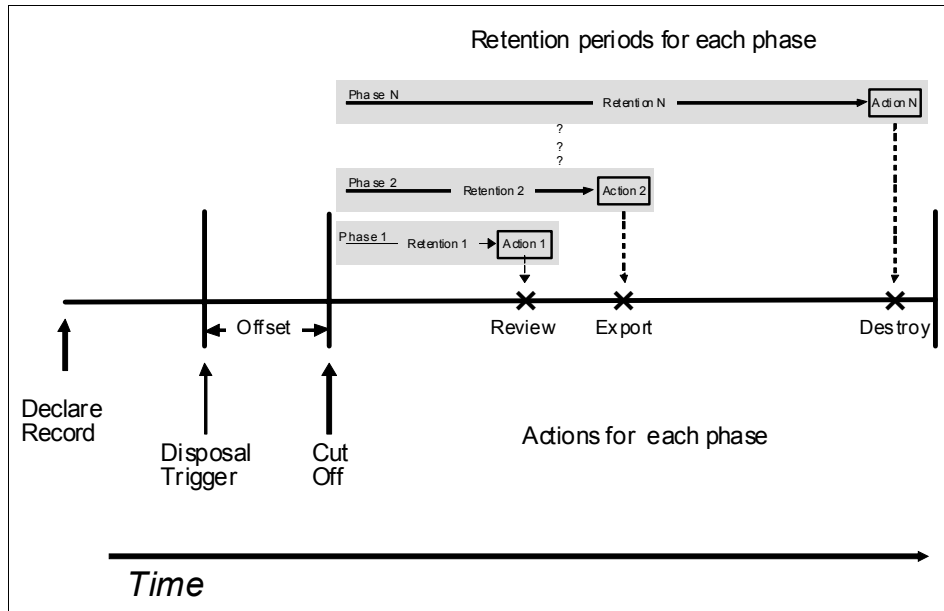 Retention periods for each phase
Phase N
Retention N
Action N
?
?
?
Phase 2
Retention 2
Action 2
Phase 1
Retention 1
Action 1
Offset
Review
Export
Destroy
Declare
Record
Disposal
Trigger
Cut
Off
Actions for each phase
Time